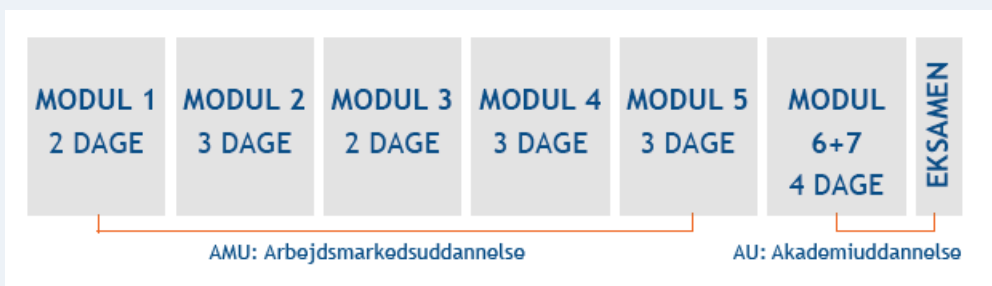 MODUL 1
2 DAGE
MODUL 2
3 DAGE
MODUL 3
2 DAGE
MODUL 4
3 DAGE
MODUL 5
3 DAGE
MODUL
6+7
4 DAGE
EKSAMEN
AMU: Arbejdsmarkedsuddannelse
AU: Akademiuddannelse